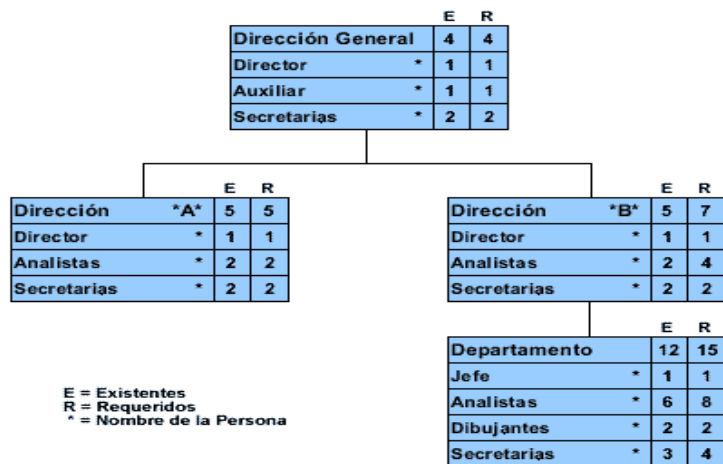 E R
Dirección General 4 4
Director * 1 1
Auxiliar * 1 1
Secretarias * 2 2
E R
Dirección *A* 5 5
Director * 1 1
Analistas * 2 2
Secretarias * 2 2
E R
Dirección *B* 5 7
Director * 1 1
Analistas * 2 4
Secretarias * 2 2
E R
Departamento 12 15
Jefe * 1 1
Analistas * 6 8
Dibujantes * 2 2
Secretarias * 3 4
E = Existentes
R = Requeridos
* = Nombre de la Persona